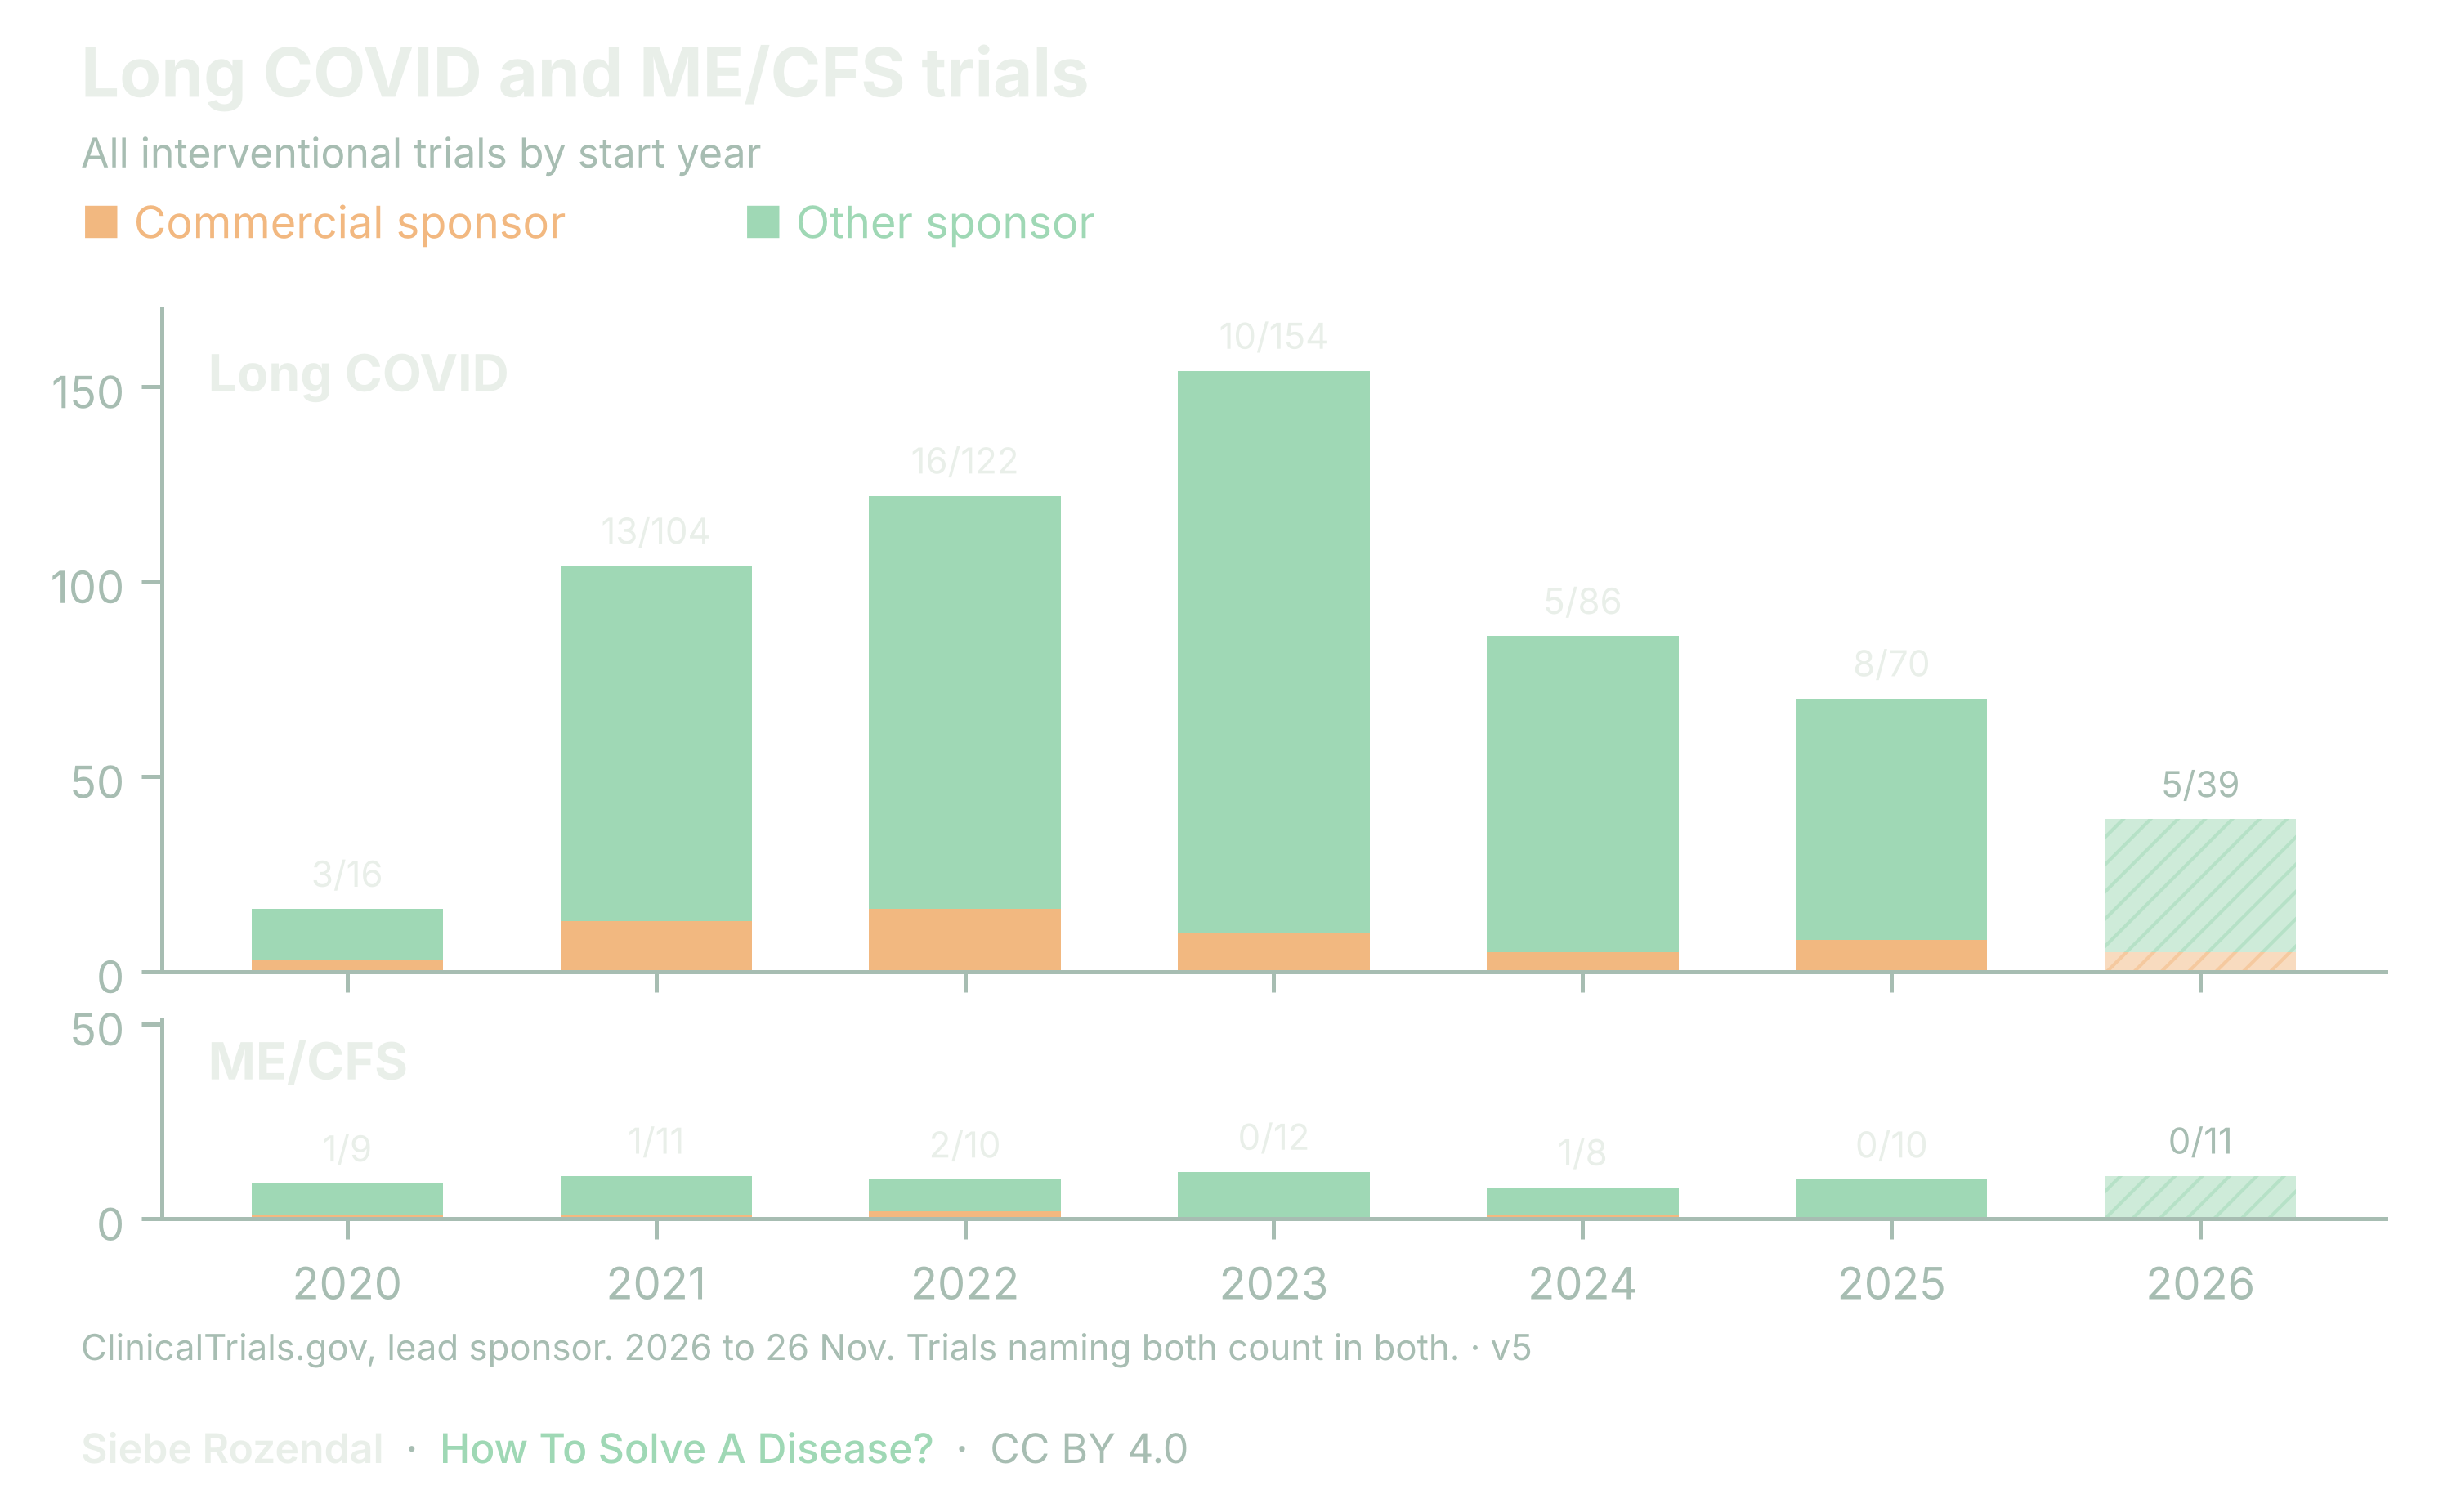 Long COVID and ME/CFS trials
All interventional trials by start year
Commercial sponsor Other sponsor
Long COVID
150
100
50
0
3/16
13/104
16/122
10/154
5/86
8/70
5/39
ME/CFS
50
0
1/9
1/11
2/10
0/12
1/8
0/10
0/11
2020 2021 2022 2023 2024 2025 2026
ClinicalTrials.gov, lead sponsor. 2026 to 26 Nov. Trials naming both count in both. · v5
Siebe Rozendal · How To Solve A Disease? · CC BY 4.0